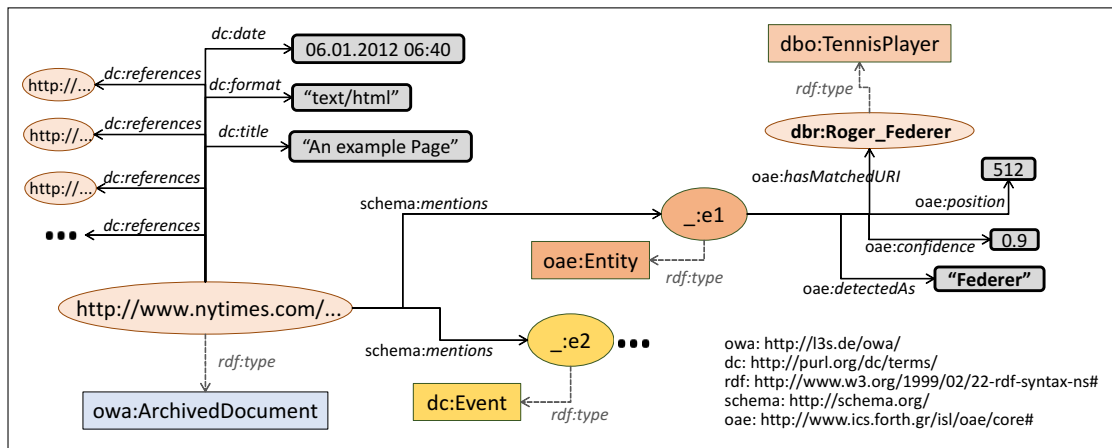 dc:date
06.01.2012 06:40
dbo:TennisPlayer
http://...
dc:references
dc:format
"text/html"
rdf:type
http://...
dc:references
dc:title
"An example Page"
dbr:Roger_Federer
http://...
dc:references
oae:hasMatchedURI
512
schema:mentions
_:e1
oae:position
dc:references
oae:Entity
rdf:type
oae:confidence
0.9
oae:detectedAs
"Federer"
http://www.nytimes.com/...
schema:mentions
_:e2
rdf:type
dc:Event
rdf:type
owa:ArchivedDocument
owa: http://l3s.de/owa/
dc: http://purl.org/dc/terms/
rdf: http://www.w3.org/1999/02/22-rdf-syntax-ns#
schema: http://schema.org/
oae: http://www.ics.forth.gr/isl/oae/core#